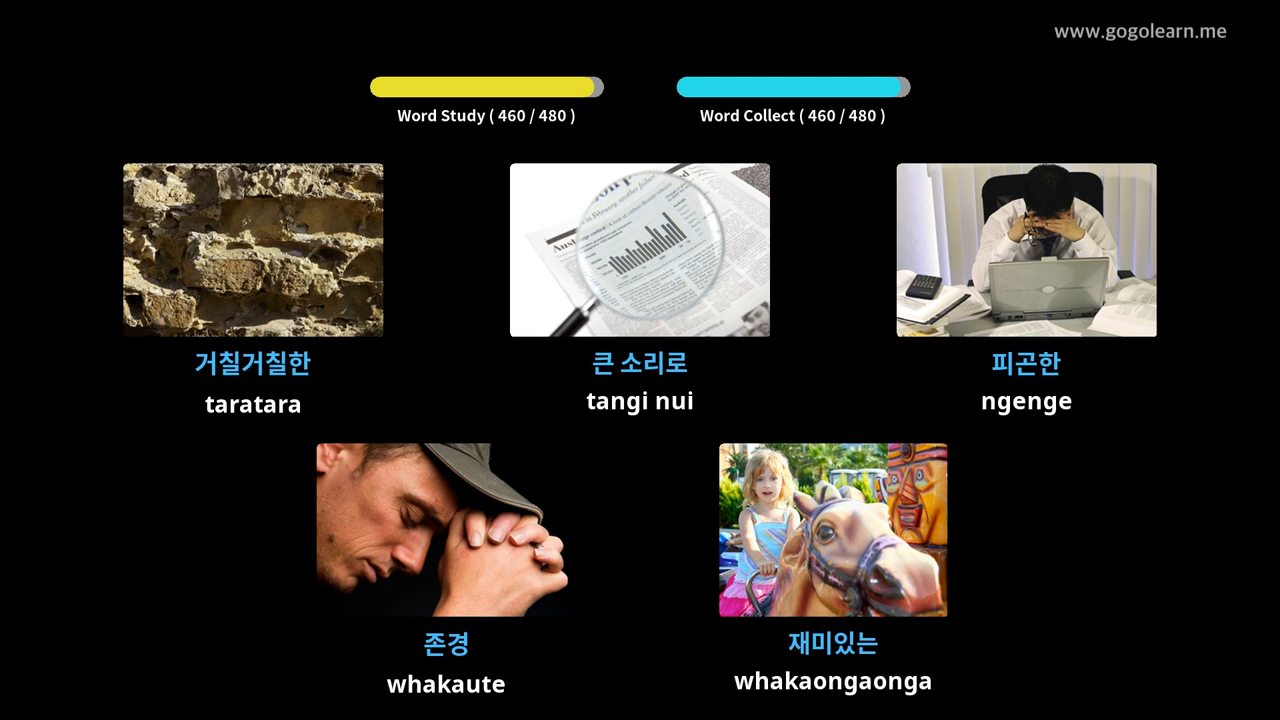 www.gogolearn.me
Word Study ( 460 / 480 )
Word Collect ( 460 / 480 )
거칠거칠한
taratara
큰 소리로
tangi nui
피곤한
ngenge
존경
whakaute
재미있는
whakaongaonga